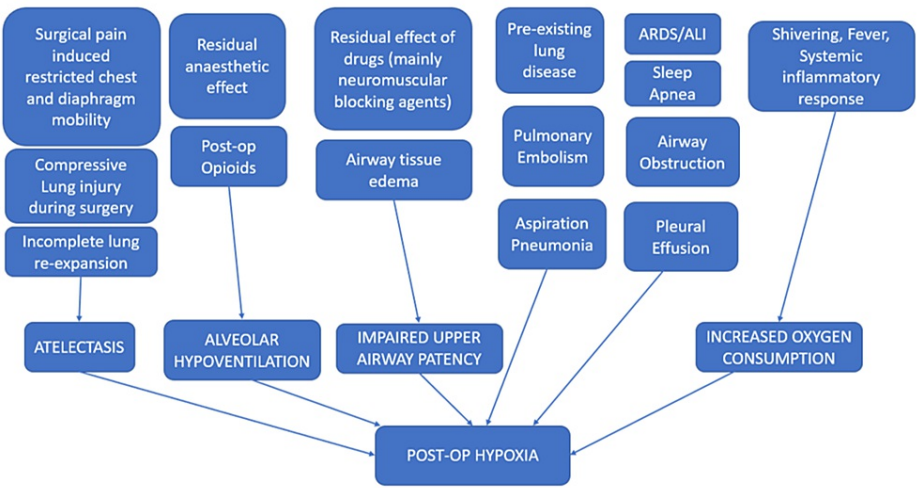 Surgical pain
induced
restricted chest
and diaphragm
mobility
Compressive
Lung injury
during surgery
Incomplete lung
re-expansion
ATELECTASIS
Residual
anaesthetic
effect
Post-op
Opioids
ALVEOLAR
HYPOVENTILATION
Residual effect of
drugs (mainly
neuromuscular
blocking agents)
Airway tissue
edema
IMPAIRED UPPER
AIRWAY PATENCY
Pre-existing
lung
disease
Pulmonary
Embolism
Aspiration
Pneumonia
ARDS/ALI
Sleep
Apnea
Airway
Obstruction
Pleural
Effusion
Shivering, Fever,
Systemic
inflammatory
response
INCREASED OXYGEN
CONSUMPTION
POST-OP HYPOXIA